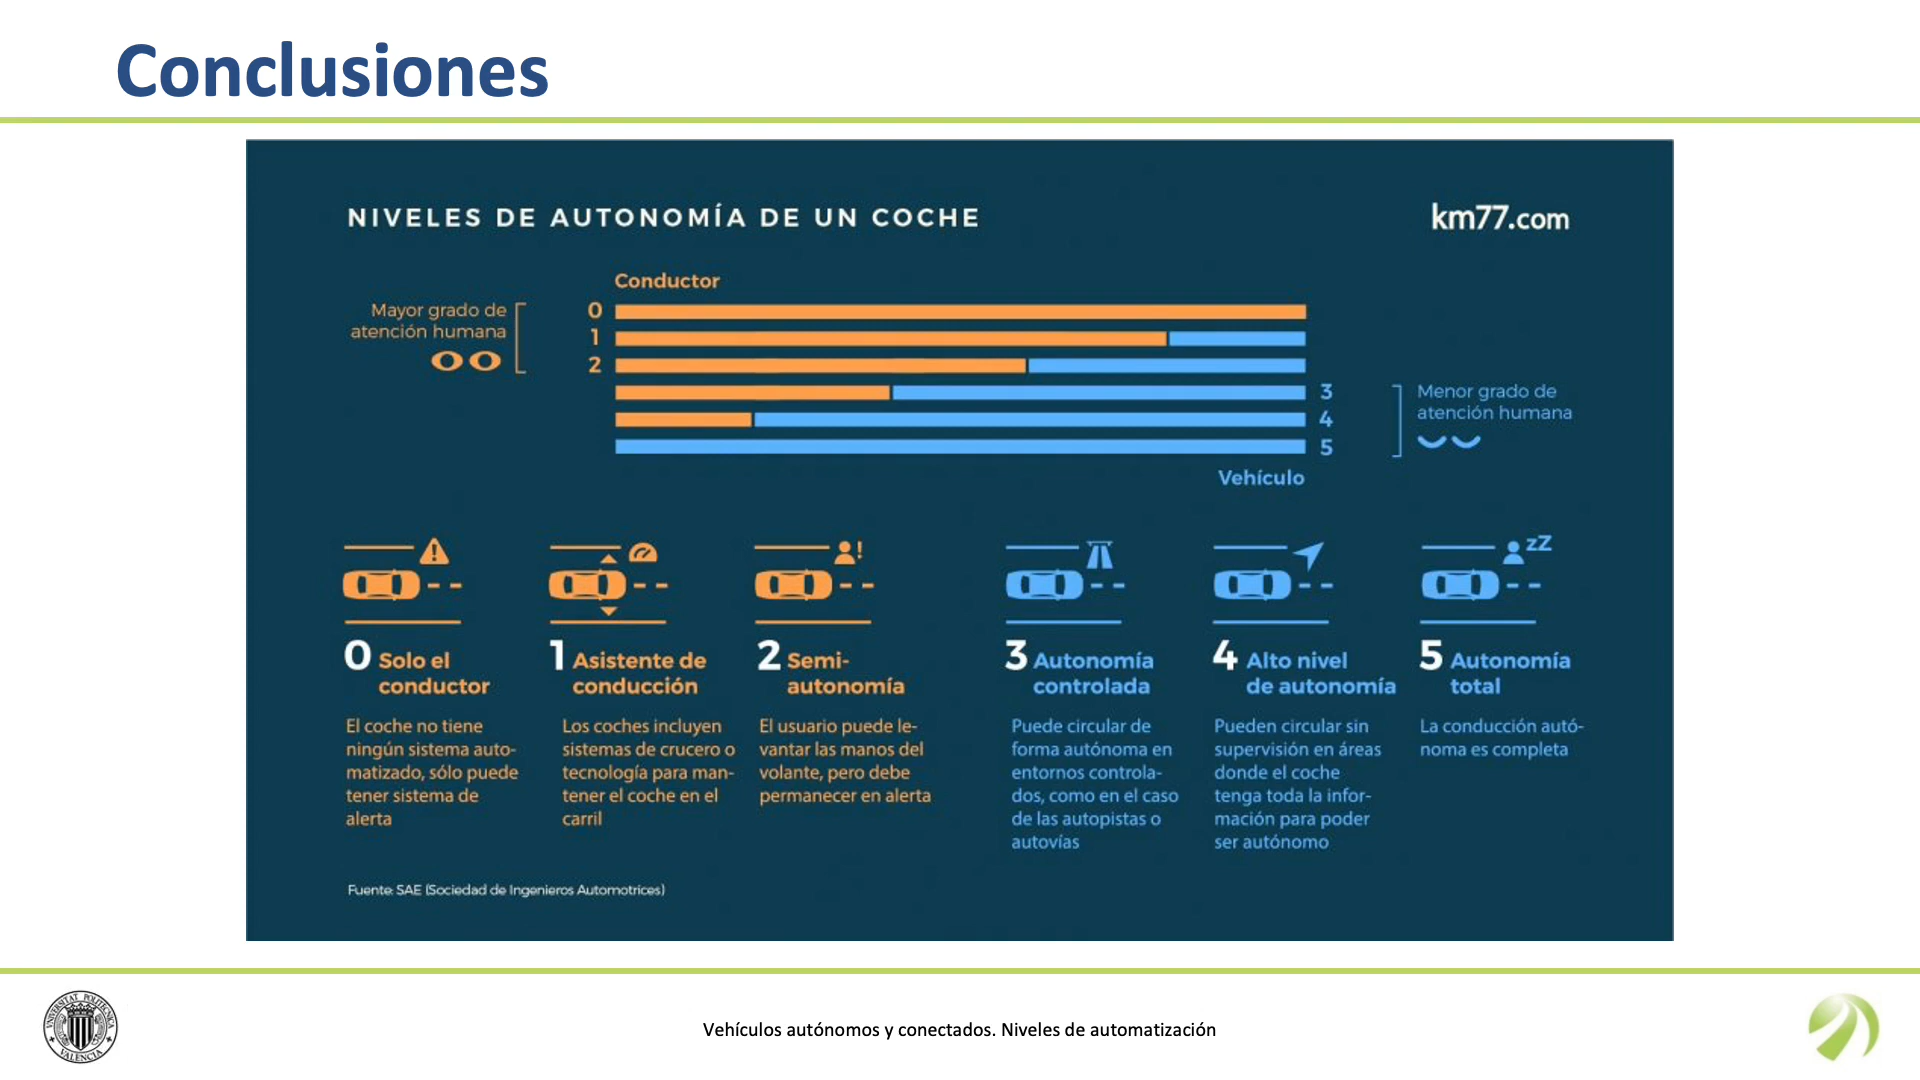 Conclusiones
NIVELES DE AUTONOMÍA DE UN COCHE
km77.com
Conductor
Mayor grado de
atención humana
0
1
2
3
4
5
Menor grado de
atención humana
Vehículo
0 Solo el
conductor
El coche no tiene
ningún sistema auto-
matizado, sólo puede
tener sistema de
alerta
1 Asistente de
conducción
Los coches incluyen
sistemas de crucero o
tecnología para man-
tener el coche en el
carril
2 Semi-
autonomía
El usuario puede le-
vantar las manos del
volante, pero debe
permanecer en alerta
3 Autonomía
controlada
Puede circular de
forma autónoma en
entornos controla-
dos, como en el caso
de las autopistas o
autovías
4 Alto nivel
de autonomía
Pueden circular sin
supervisión en áreas
donde el coche
tenga toda la infor-
mación para poder
ser autónomo
5 Autonomía
total
zZ
La conducción autó-
noma es completa
Fuente: SAE (Sociedad de Ingenieros Automotrices)
UNIVERSITAT POLITECNICA
VALENCIA
Vehículos autónomos y conectados. Niveles de automatización